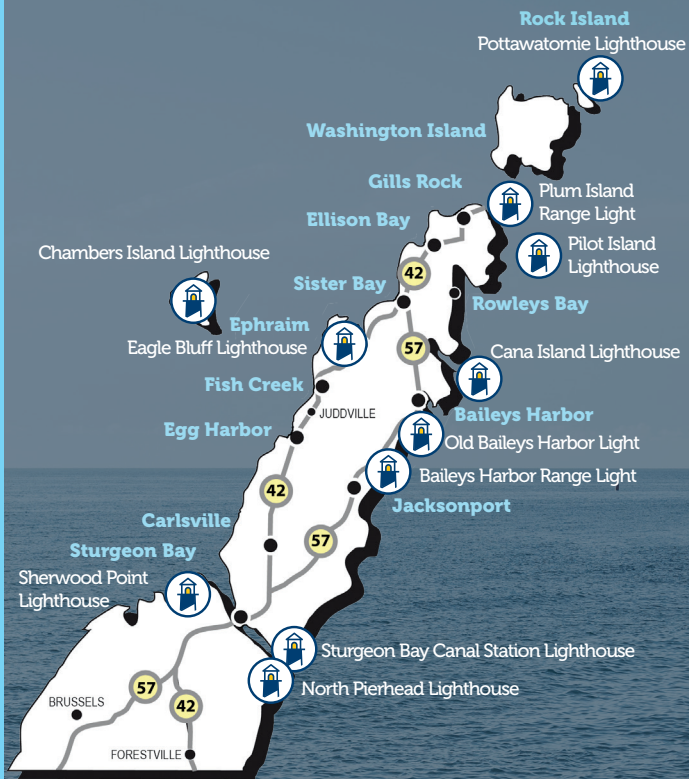 Rock Island
Pottawatomie Lighthouse
Washington Island
Gills Rock
Plum Island
Range Light
Ellison Bay
Pilot Island
Lighthouse
Chambers Island Lighthouse
42
Sister Bay
Rowleys Bay
Ephraim
Eagle Bluff Lighthouse
57
Cana Island Lighthouse
Fish Creek
JUDDVILLE
Baileys Harbor
Egg Harbor
Old Baileys Harbor Light
Baileys Harbor Range Light
42
Jacksonport
Carlsville
57
Sturgeon Bay
Sherwood Point
Lighthouse
Sturgeon Bay Canal Station Lighthouse
57
North Pierhead Lighthouse
BRUSSELS
42
FORESTVILLE